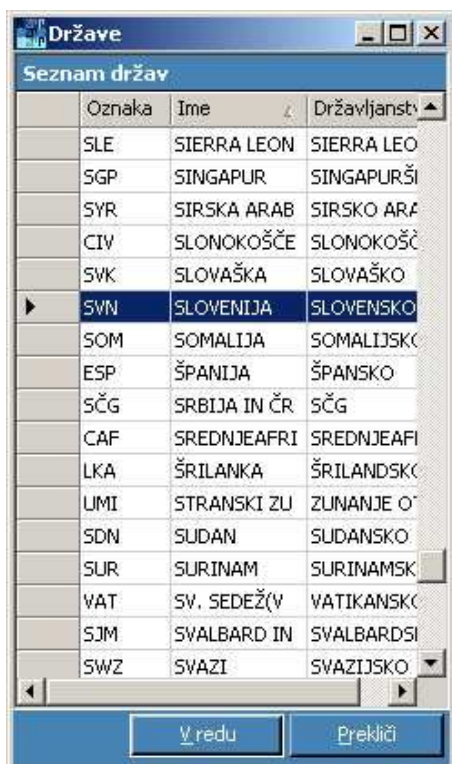 Države
Seznam držav
Oznaka Ime Državljanstv
SLE SIERRA LEON SIERRA LEO
SGP SINGAPUR SINGAPURŠ
SYR SIRSKA ARAB SIRSKO ARA
CIV SLONOKOŠČE SLONOKOŠČ
SVK SLOVAŠKA SLOVAŠKO
SVN SLOVENIJA SLOVENSKO
SOM SOMALIJA SOMALIJSKO
ESP ŠPANIJA ŠPANSKO
SČG SRBIJA IN ČR SČG
CAF SREDNJEAFRI SREDNJEAF
LKA ŠRILANKA ŠRILANDSKO
UMI STRANSKI ZU ZUNANJE O
SDN SUDAN SUDANSKO
SUR SURINAM SURINAMSK
VAT SV. SEDEŽ(V VATIKANSKO
SJM SVALBARD IN SVALBARDS
SWZ SVAZI SVAZIJSKO
V redu Prekliči